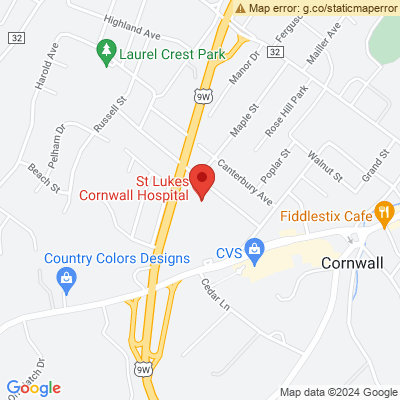 Map error: g.co/staticmaperror
Highland Ave
32
Laurel Crest Park
Harold Ave
Ferguso
Mailler Ave
32
Manor Dr
9W
Russell St
Pelham Dr
Maple St
Rose Hill Park
Beach St
Canterbury Ave
Poplar St
Walnut St
Grand St
St Lukes
Cornwall Hospital
Fiddlestix Cafe
CVS
Country Colors Designs
Cornwall
Cedar Ln
9W
Google
Map data ©2024 Google